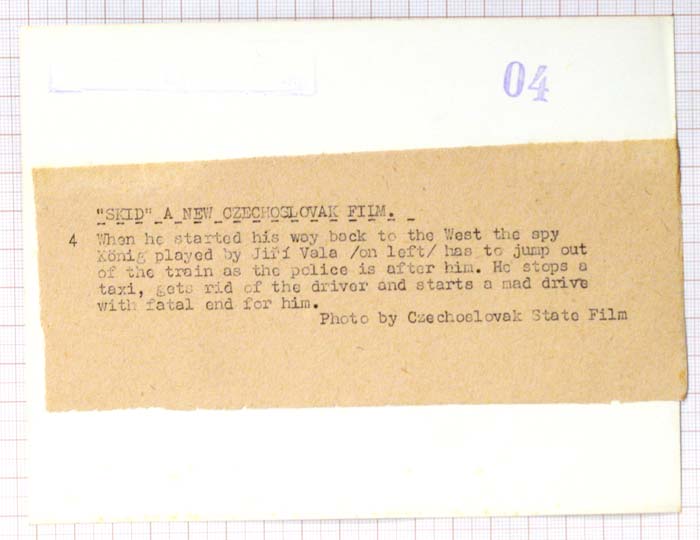 04
"SKID" A NEW CZECHOSLOVAK FIIM.
4 When he started his way back to the West the spy
König played by Jiří Vala /on left/ has to jump out
of the train as the police is after him. He stops a
taxi, gets rid of the driver and starts a mad drive
with fatal end for him.
Photo by Czechoslovak State Film